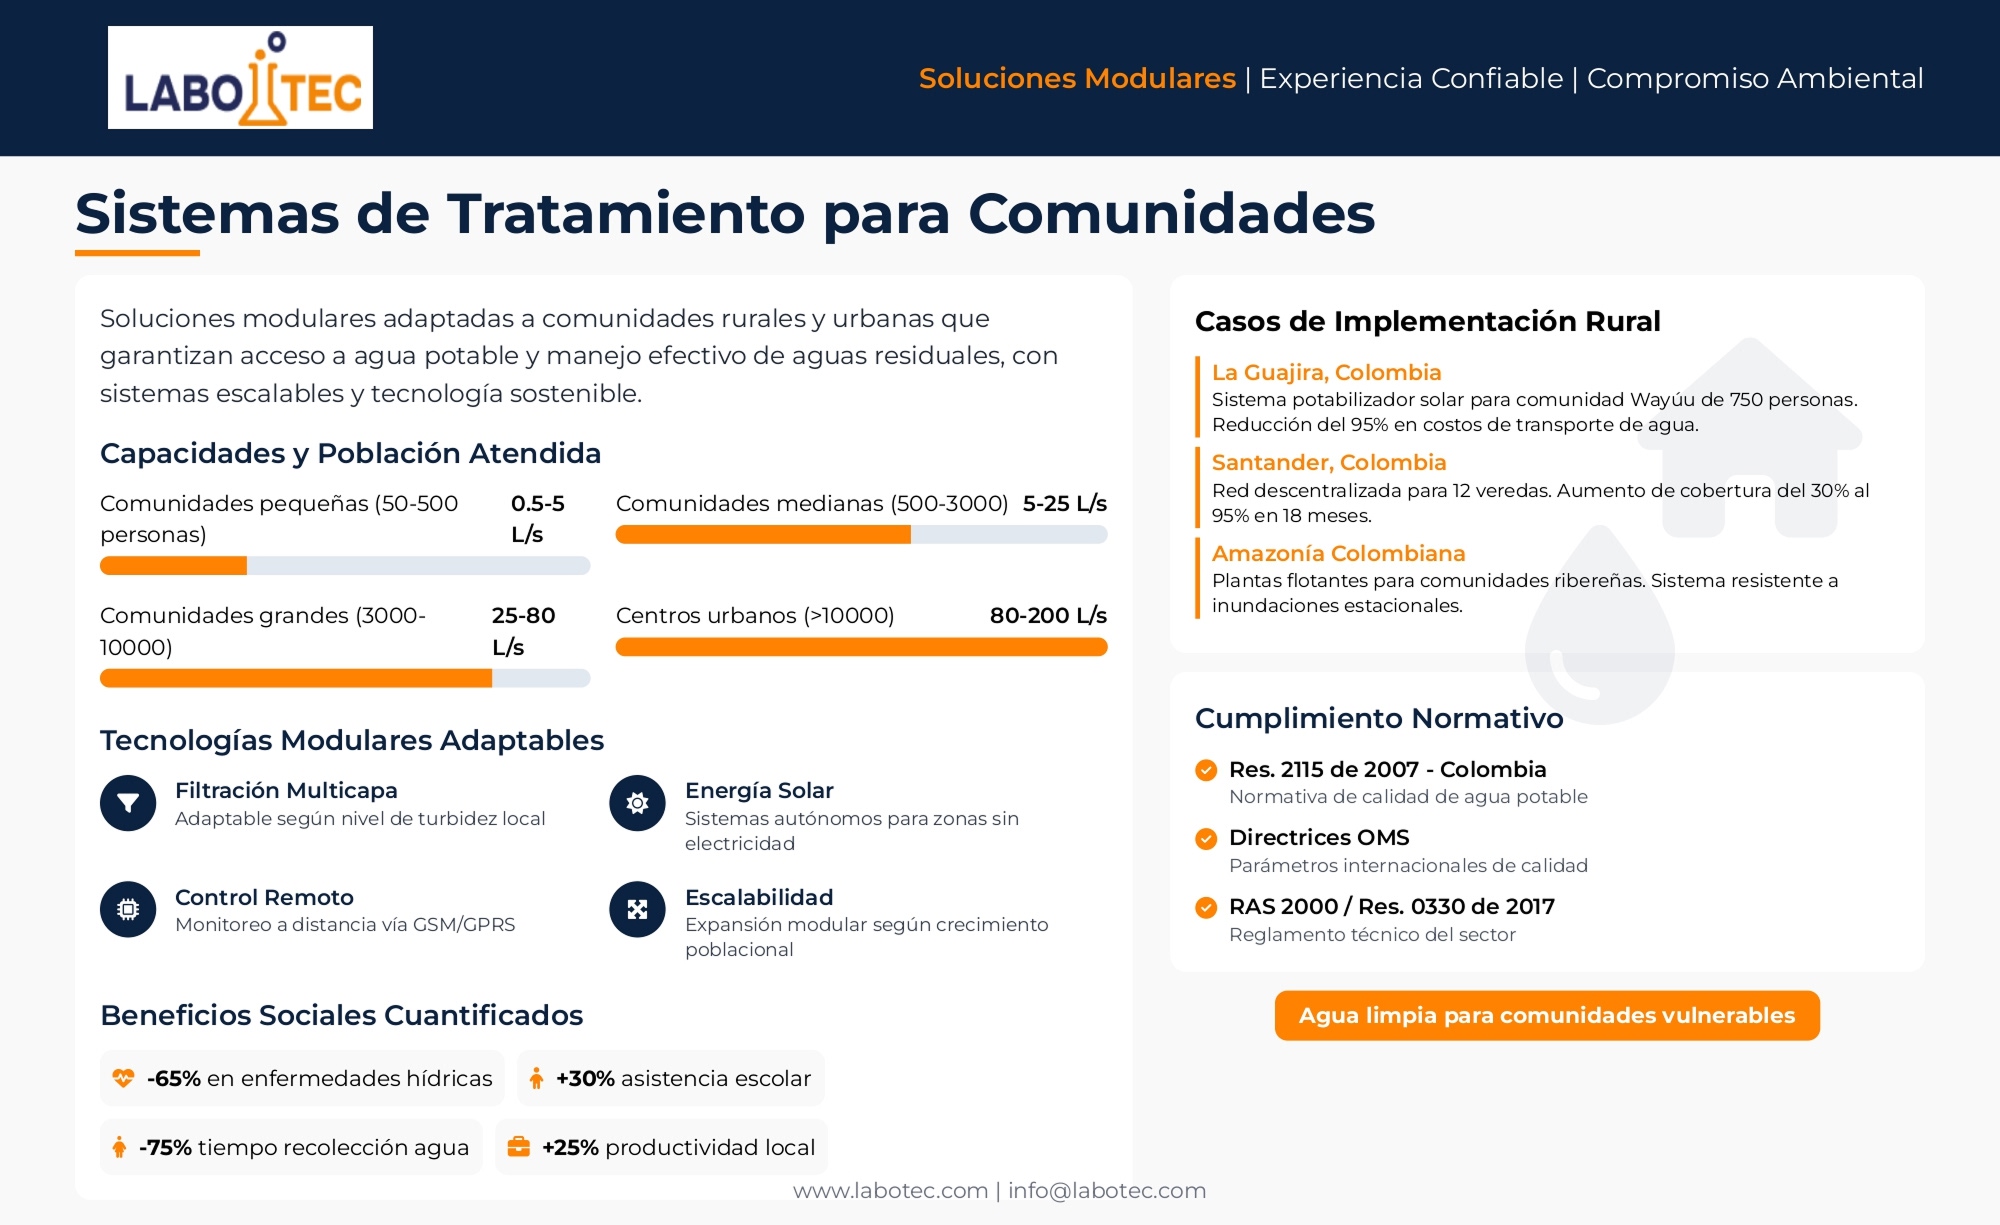 LABOTEC
Soluciones Modulares | Experiencia Confiable | Compromiso Ambiental
Sistemas de Tratamiento para Comunidades
Soluciones modulares adaptadas a comunidades rurales y urbanas que
garantizan acceso a agua potable y manejo efectivo de aguas residuales, con
sistemas escalables y tecnología sostenible.
Capacidades y Población Atendida
Comunidades pequeñas (50-500
personas)
0.5-5
L/s
Comunidades medianas (500-3000) 5-25 L/s
Comunidades grandes (3000-
10000)
25-80
L/s
Centros urbanos (>10000) 80-200 L/s
Tecnologías Modulares Adaptables
Filtración Multicapa
Adaptable según nivel de turbidez local
Energía Solar
Sistemas autónomos para zonas sin
electricidad
Control Remoto
Monitoreo a distancia vía GSM/GPRS
Escalabilidad
Expansión modular según crecimiento
poblacional
Beneficios Sociales Cuantificados
-65% en enfermedades hídricas
+30% asistencia escolar
-75% tiempo recolección agua
+25% productividad local
Casos de Implementación Rural
La Guajira, Colombia
Sistema potabilizador solar para comunidad Wayúu de 750 personas.
Reducción del 95% en costos de transporte de agua.
Santander, Colombia
Red descentralizada para 12 veredas. Aumento de cobertura del 30% al
95% en 18 meses.
Amazonía Colombiana
Plantas flotantes para comunidades ribereñas. Sistema resistente a
inundaciones estacionales.
Cumplimiento Normativo
Res. 2115 de 2007 - Colombia
Normativa de calidad de agua potable
Directrices OMS
Parámetros internacionales de calidad
RAS 2000 / Res. 0330 de 2017
Reglamento técnico del sector
Agua limpia para comunidades vulnerables
www.labotec.com | info@labotec.com